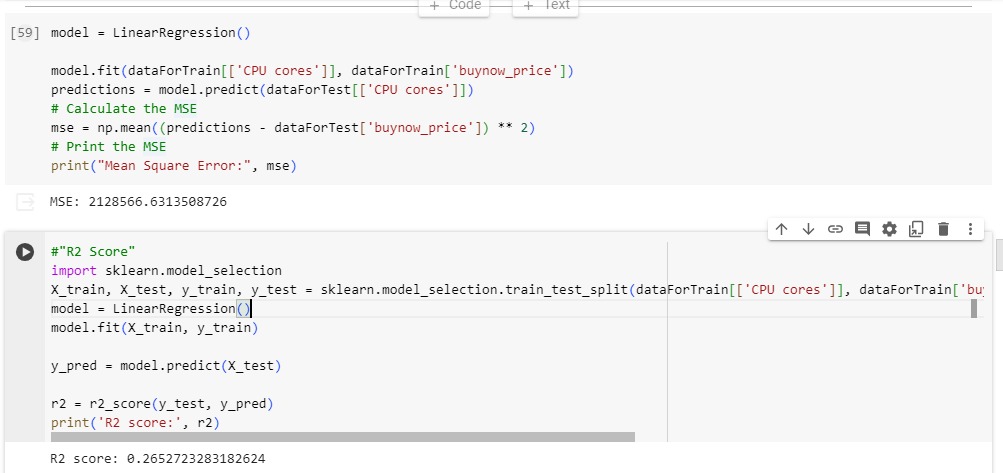 + Code + Text
[59] model = LinearRegression()
model.fit(dataForTrain[['CPU cores']], dataForTrain['buynow_price'])
predictions = model.predict(dataForTest[['CPU cores']])
# Calculate the MSE
mse = np.mean((predictions - dataForTest['buynow_price']) ** 2)
# Print the MSE
print("Mean Square Error:", mse)
MSE: 2128566.6313508726
#"R2 Score"
import sklearn.model_selection
X_train, X_test, y_train, y_test = sklearn.model_selection.train_test_split(dataForTrain[['CPU cores']], dataForTrain['bu
model = LinearRegression()
model.fit(X_train, y_train)
y_pred = model.predict(X_test)
r2 = r2_score(y_test, y_pred)
print('R2 score:', r2)
R2 score: 0.2652723283182624